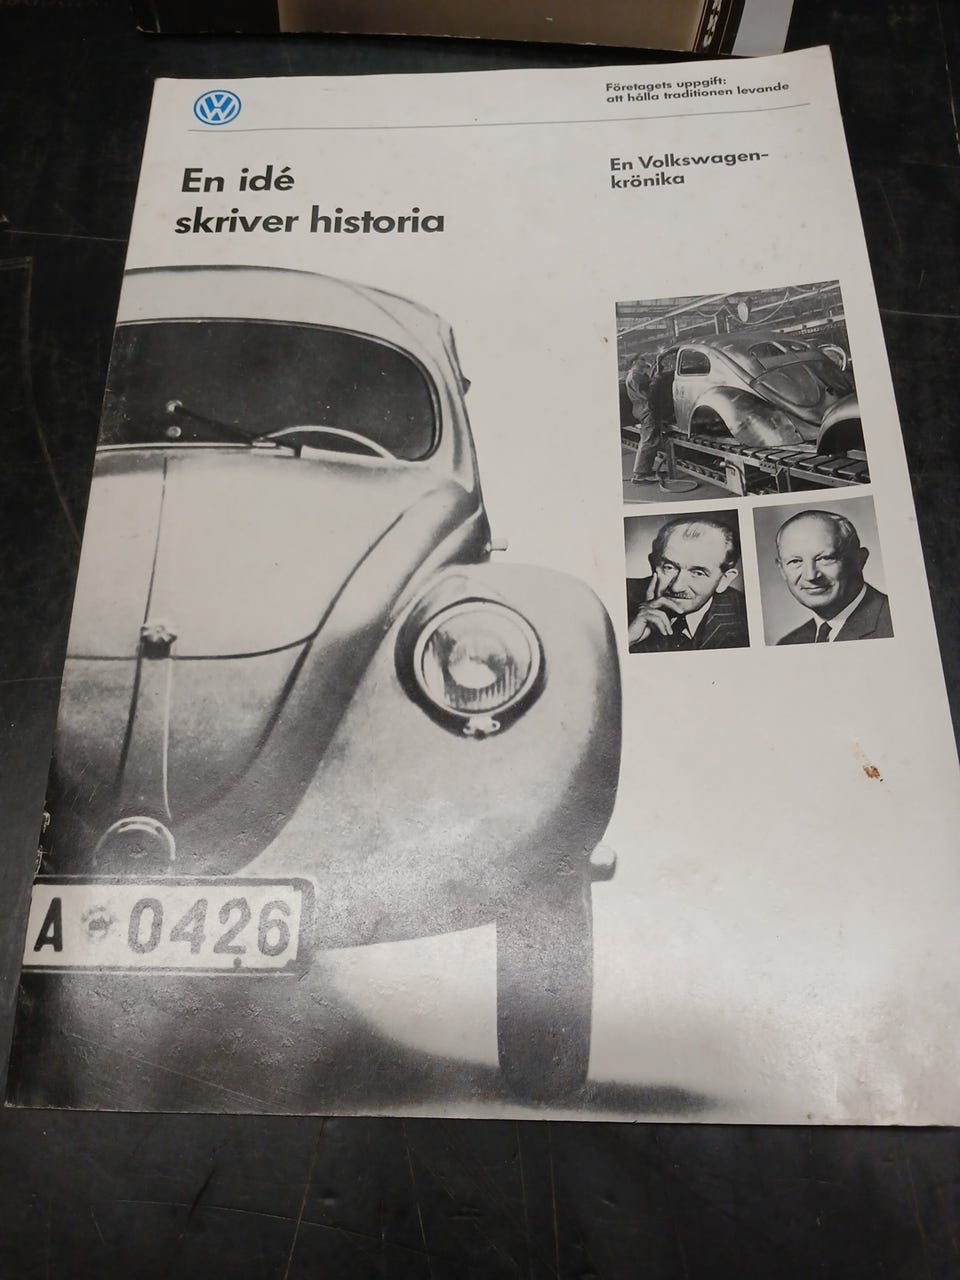 Företagets uppgift:
att hålla traditionen levande
En idé
skriver historia
En Volkswagen-
krönika
A 0426